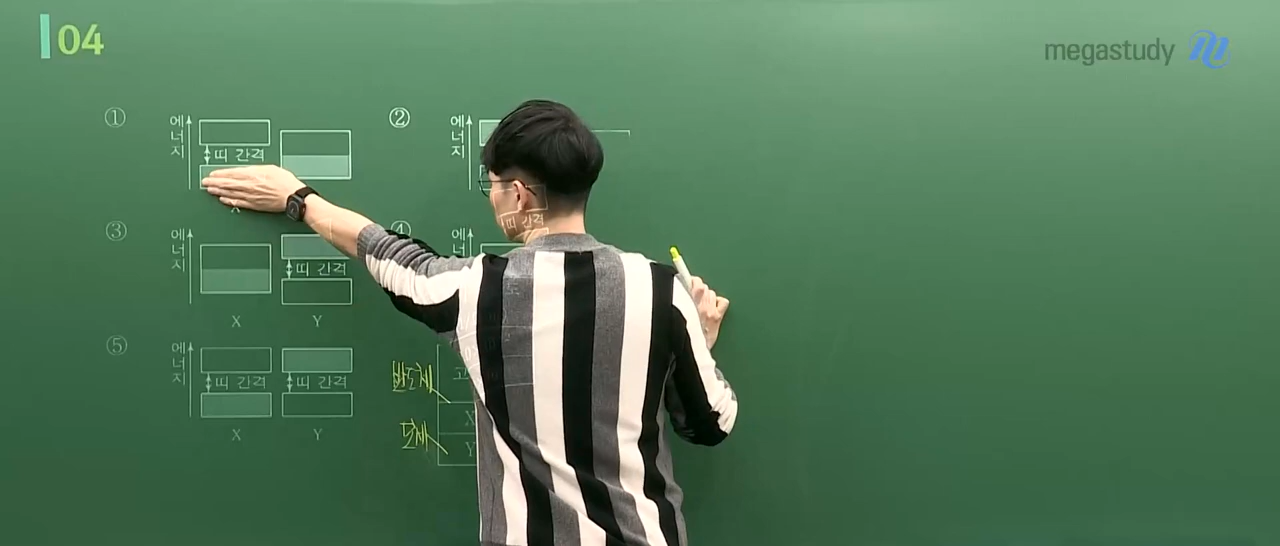 04
megastudy
① 에너지 띠 간격
X
② 에너지 띠 간격
③ 에너지 띠 간격
X Y
④ 에너지
⑤ 에너지 띠 간격 띠 간격
X Y
반도체 고
X
도체 Y